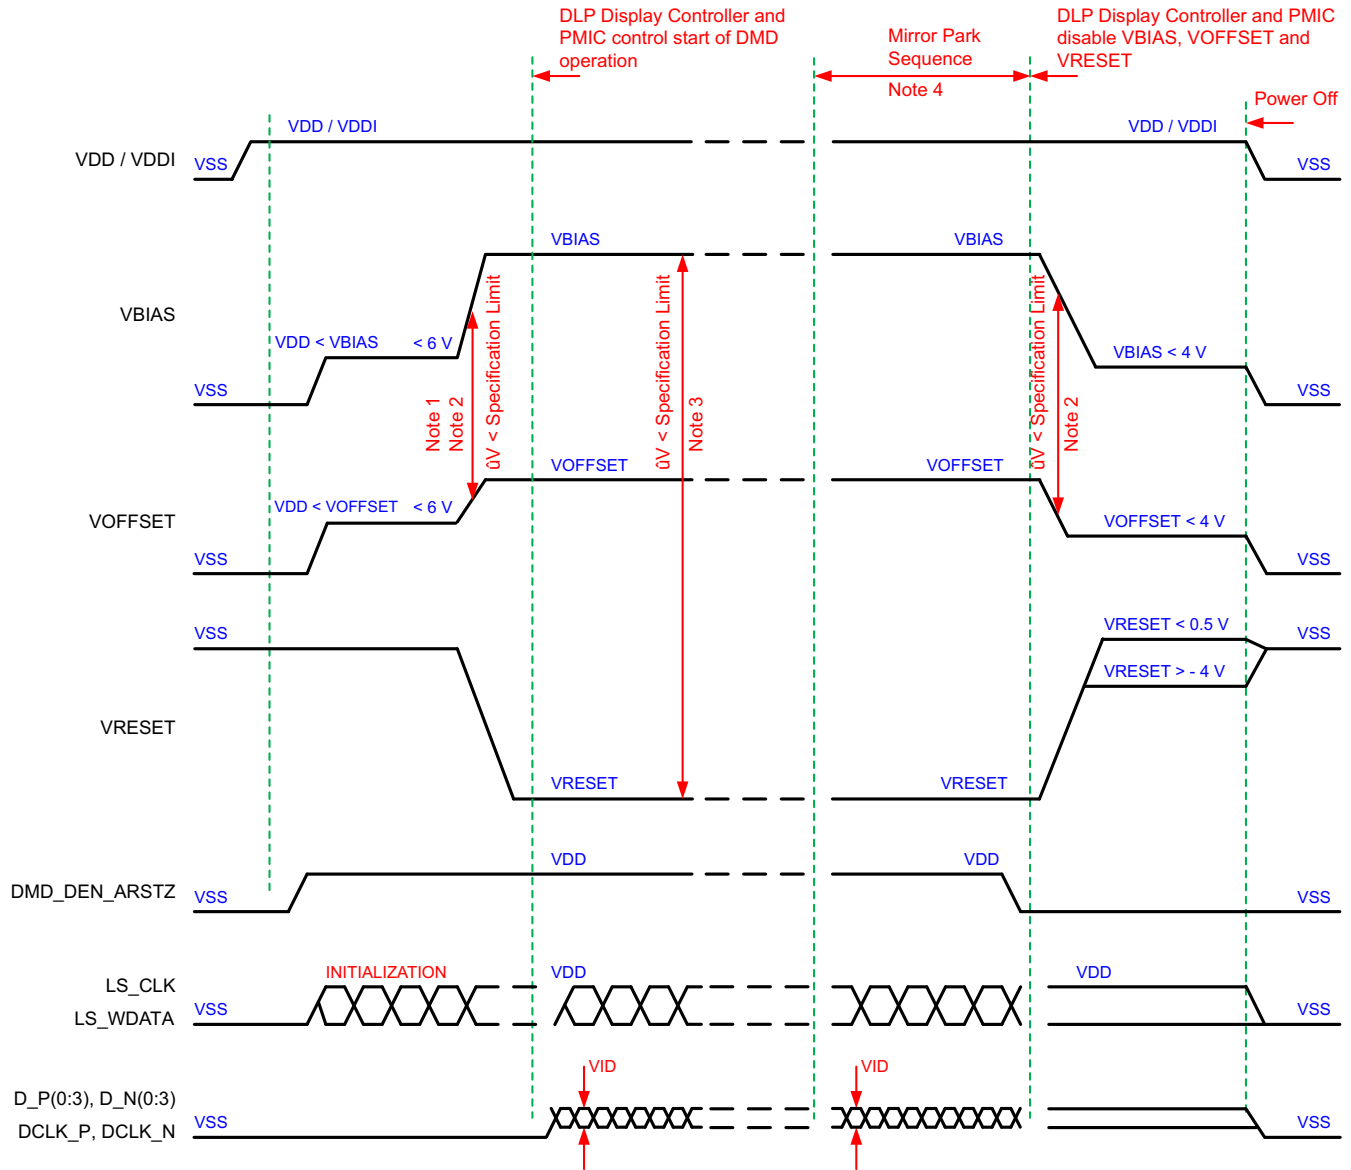 DLP Display Controller and
PMIC control start of DMD
operation
Mirror Park
Sequence
Note 4
DLP Display Controller and PMIC
disable VBIAS, VOFFSET and
VRESET
Power Off
VDD / VDDI
VSS
VDD / VDDI
VDD / VDDI
VSS
VBIAS
VSS
VDD < VBIAS
< 6 V
VBIAS
VBIAS
VBIAS < 4 V
VSS
Note 1
Note 2
ûV < Specification Limit
ûV < Specification Limit
Note 3
ûV < Specification Limit
Note 2
VOFFSET
VSS
VDD < VOFFSET
< 6 V
VOFFSET
VOFFSET
VOFFSET < 4 V
VSS
VRESET
VSS
VRESET
VRESET
VRESET < 0.5 V
VRESET > - 4 V
VSS
DMD_DEN_ARSTZ
VSS
VDD
VDD
VSS
LS_CLK
LS_WDATA
VSS
INITIALIZATION
VDD
VDD
VSS
D_P(0:3), D_N(0:3)
DCLK_P, DCLK_N
VSS
VID
VID
VSS